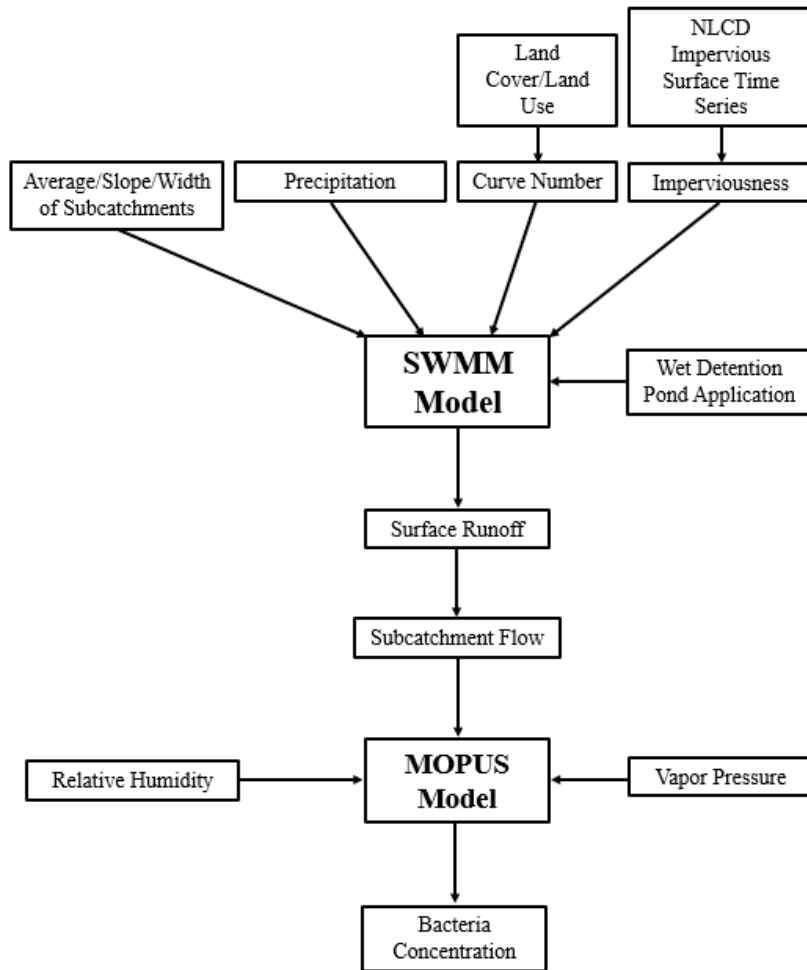 Land
Cover/Land
Use
NLCD
Impervious
Surface Time
Series
Average/Slope/Width
of Subcatchments
Precipitation
Curve Number
Imperviousness
SWMM
Model
Wet Detention
Pond Application
Surface Runoff
Subcatchment Flow
Relative Humidity
MOPUS
Model
Vapor Pressure
Bacteria
Concentration